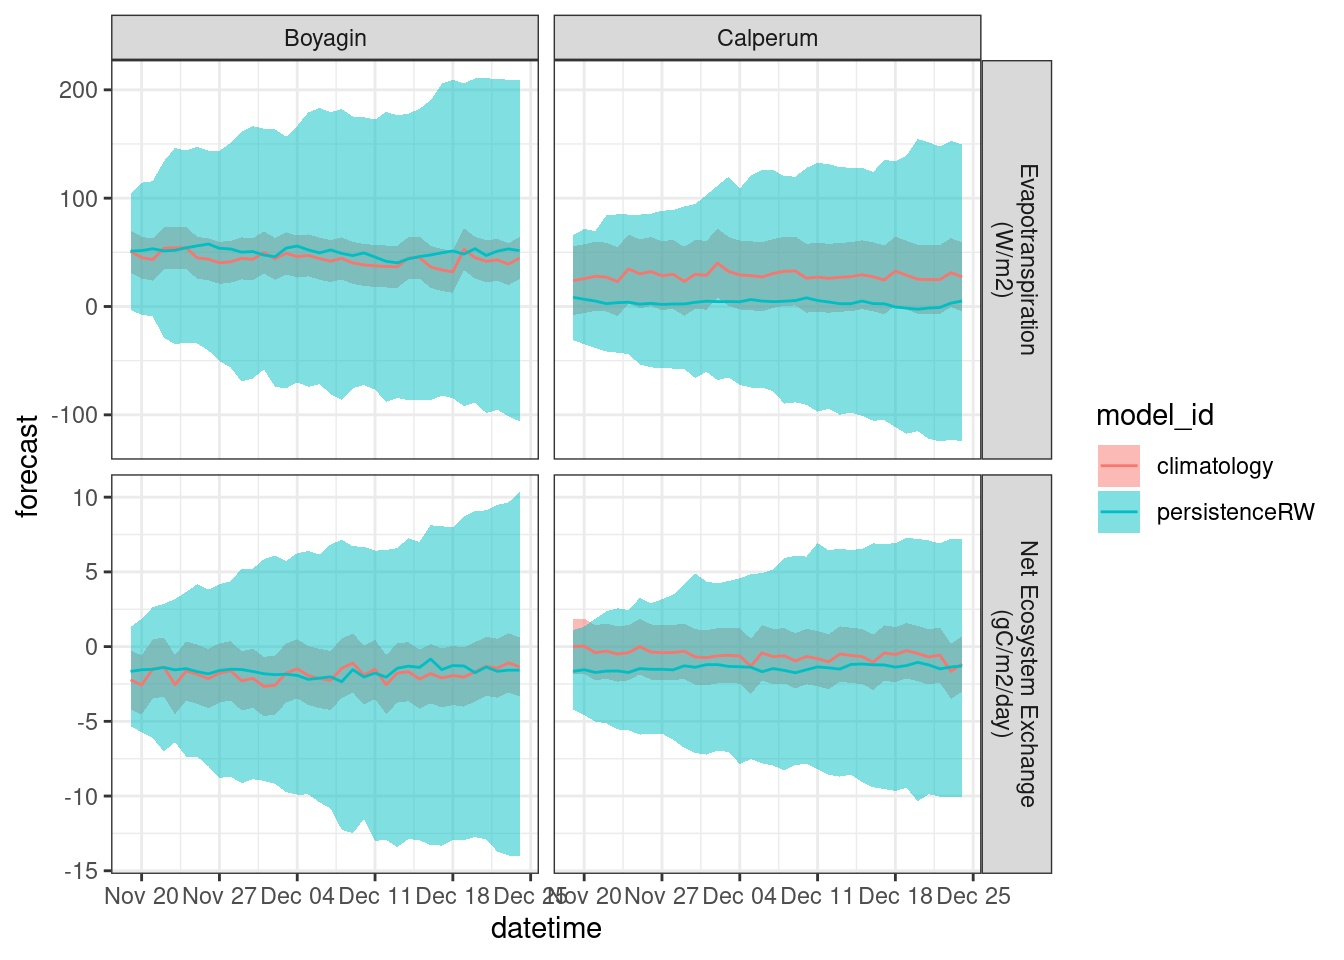 Boyagin
Calperum
200
100
0
-100
Evapotranspiration
(W/m2)
10
5
0
-5
-10
-15
Net Ecosystem Exchange
(gC/m2/day)
forecast
Nov 20 Nov 27 Dec 04 Dec 11 Dec 18 Dec 25
Nov 20 Nov 27 Dec 04 Dec 11 Dec 18 Dec 25
datetime
model_id
climatology
persistenceRW